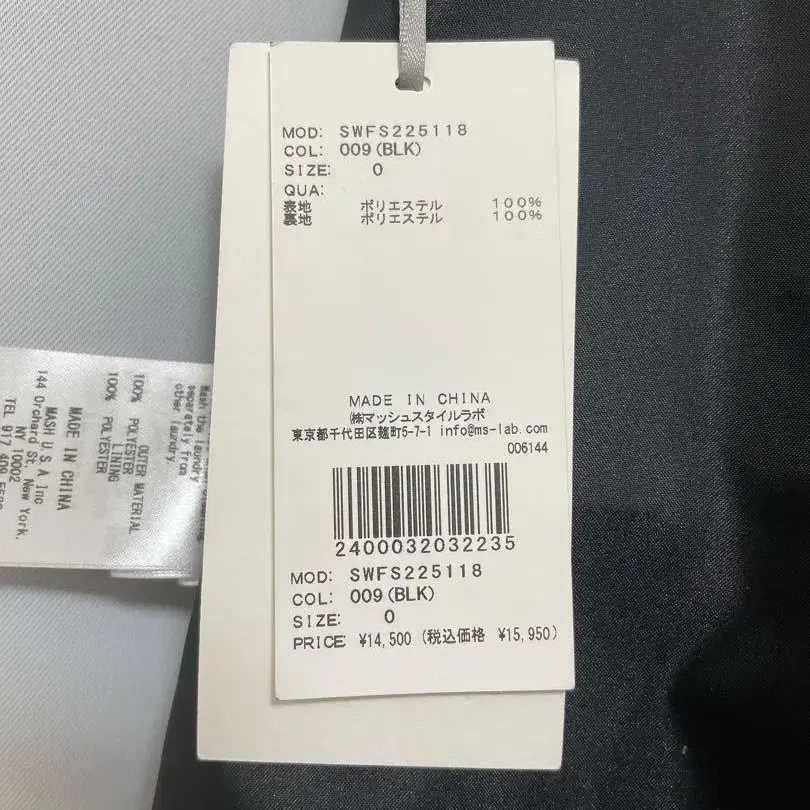 MOD: SWFS225118
COL: 009(BLK)
SIZE: 0
QUA:
表地 ポリエステル 100%
裏地 ポリエステル 100%
MADE IN CHINA
㈱マッシュスタイルラボ
東京都千代田区麹町5-7-1 info@ms-lab.com
006144
2400032032235
MOD: SWFS225118
COL: 009(BLK)
SIZE: 0
PRICE ¥14,500 (税込価格 ¥15,950)
separately from
other laundry.
OUTER MATERIAL
100% POLYESTER
LINING
100% POLYESTER
MADE IN CHINA
MASH U.S.A Inc
144 Orchard St. New York,
NY 10002
TEL 917 409